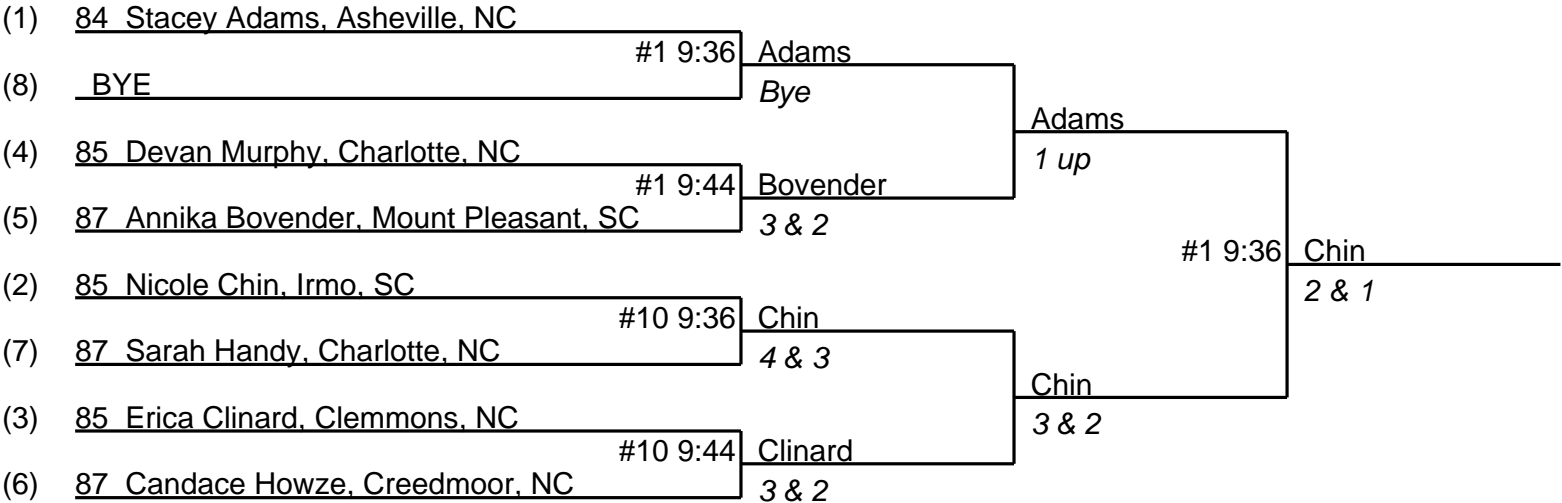 (1) 84 Stacey Adams, Asheville, NC
#1 9:36 Adams
(8) BYE
Bye
Adams
1 up
(4) 85 Devan Murphy, Charlotte, NC
#1 9:44 Bovender
(5) 87 Annika Bovender, Mount Pleasant, SC
3 & 2
#1 9:36 Chin
2 & 1
(2) 85 Nicole Chin, Irmo, SC
#10 9:36 Chin
(7) 87 Sarah Handy, Charlotte, NC
4 & 3
Chin
3 & 2
(3) 85 Erica Clinard, Clemmons, NC
#10 9:44 Clinard
(6) 87 Candace Howze, Creedmoor, NC
3 & 2